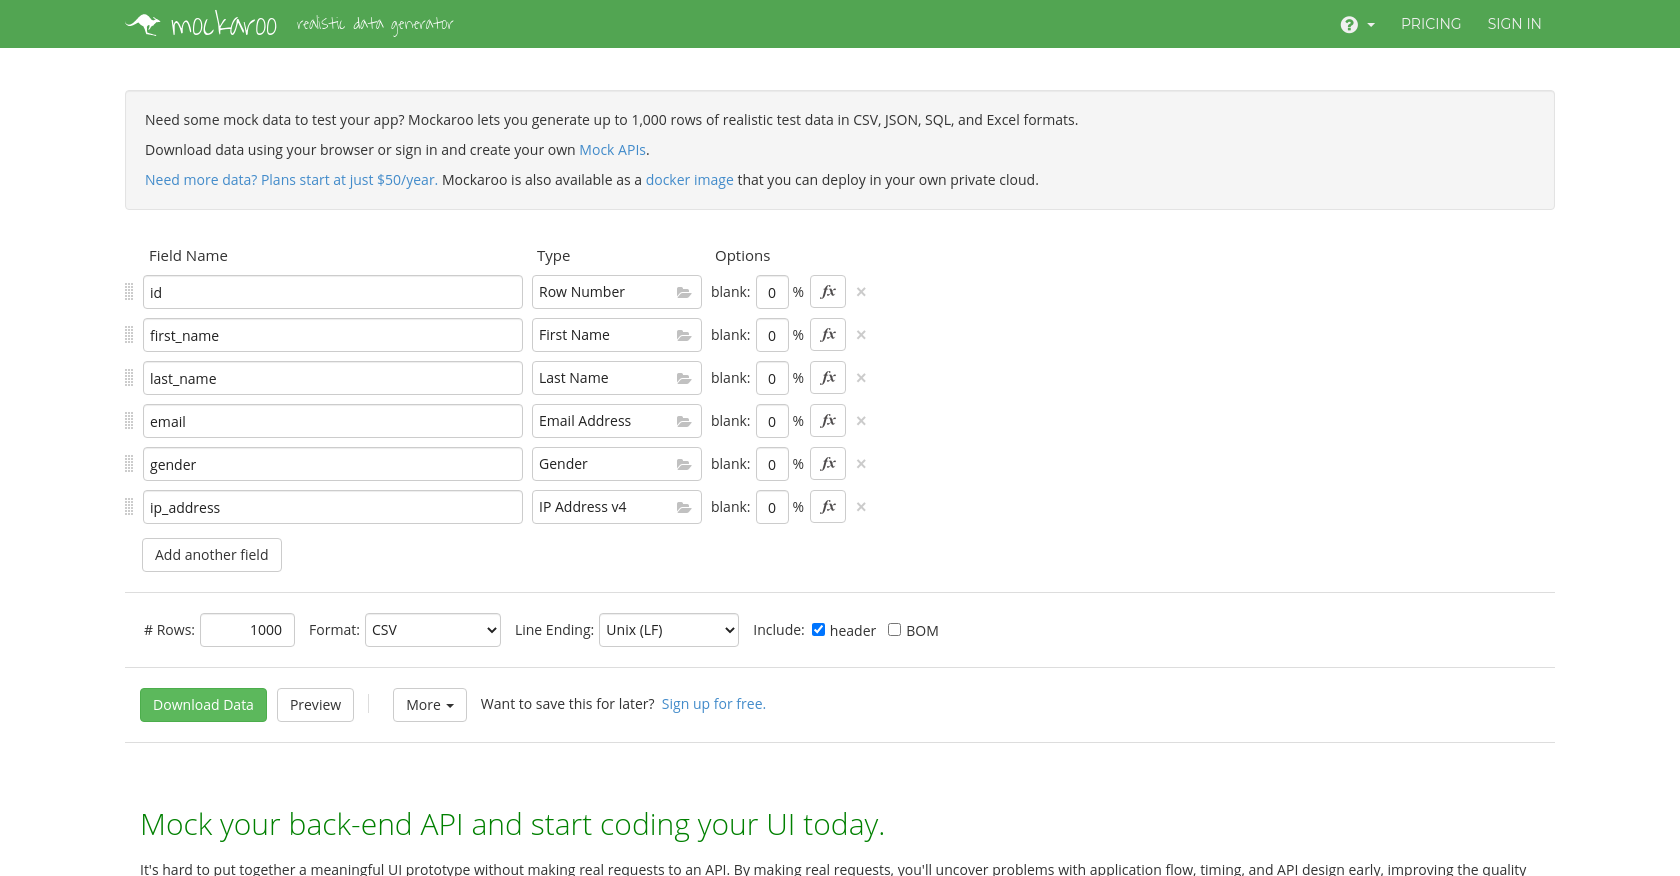 mockaroo realistic data generator PRICING SIGN IN
Need some mock data to test your app? Mockaroo lets you generate up to 1,000 rows of realistic test data in CSV, JSON, SQL, and Excel formats.
Download data using your browser or sign in and create your own Mock APIs.
Need more data? Plans start at just $50/year. Mockaroo is also available as a docker image that you can deploy in your own private cloud.
Field Name Type Options
id Row Number blank: 0 % fx ×
first_name First Name blank: 0 % fx ×
last_name Last Name blank: 0 % fx ×
email Email Address blank: 0 % fx ×
gender Gender blank: 0 % fx ×
ip_address IP Address v4 blank: 0 % fx ×
Add another field
# Rows: 1000 Format: CSV Line Ending: Unix (LF) Include: header BOM
Download Data Preview More Want to save this for later? Sign up for free.
Mock your back-end API and start coding your UI today.
It's hard to put together a meaningful UI prototype without making real requests to an API. By making real requests, you'll uncover problems with application flow, timing, and API design early, improving the quality